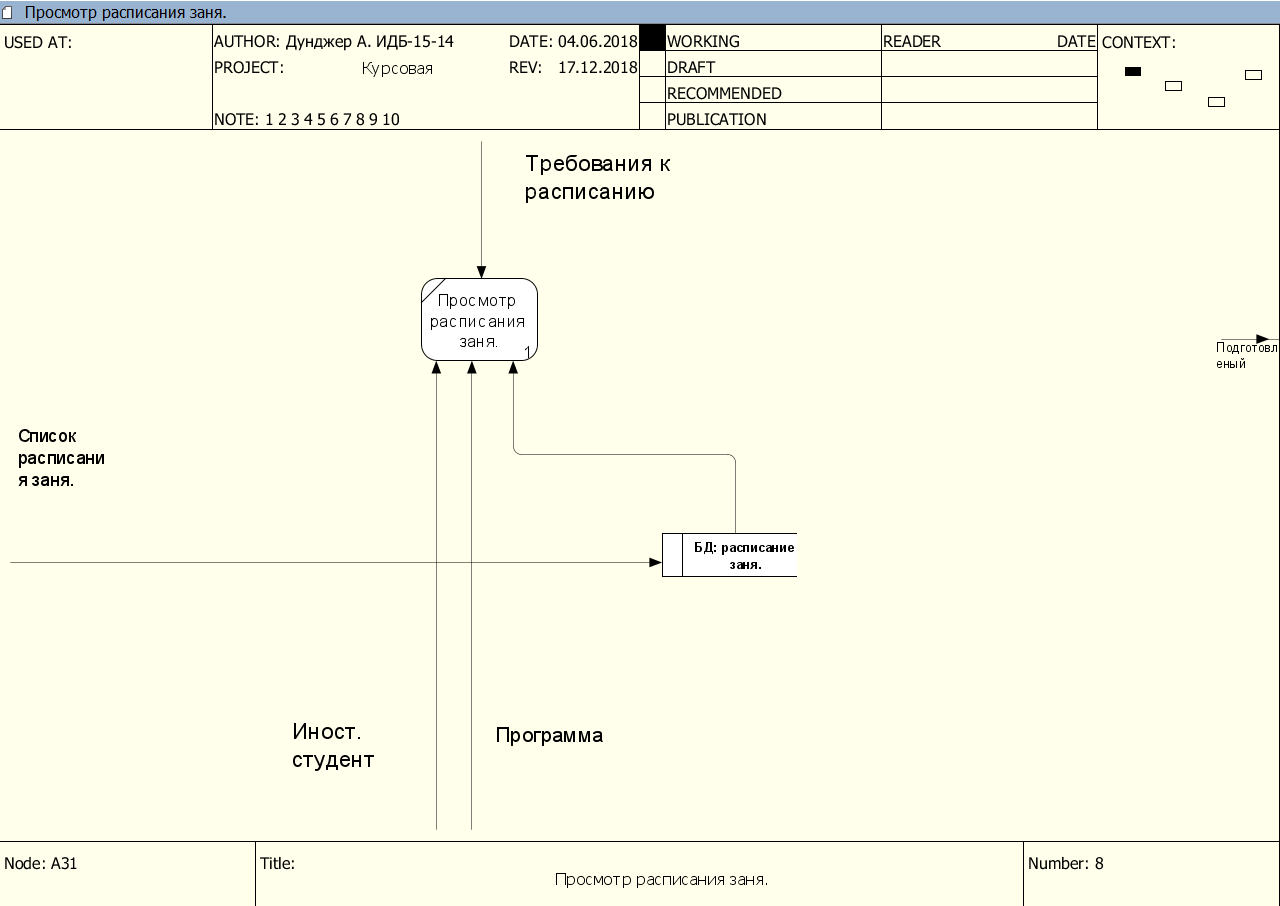 Просмотр расписания заня.
USED AT:
AUTHOR: Дунджер А. ИДБ-15-14
DATE: 04.06.2018
PROJECT:
Курсовая
REV: 17.12.2018
NOTE: 1 2 3 4 5 6 7 8 9 10
WORKING
DRAFT
RECOMMENDED
PUBLICATION
READER
DATE
CONTEXT:
Требования к
расписанию
Просмотр
расписания
заня.
1
Подготовл
еный
Список
расписани
я заня.
БД: расписание
заня.
Иност.
студент
Программа
Node: A31
Title:
Просмотр расписания заня.
Number: 8